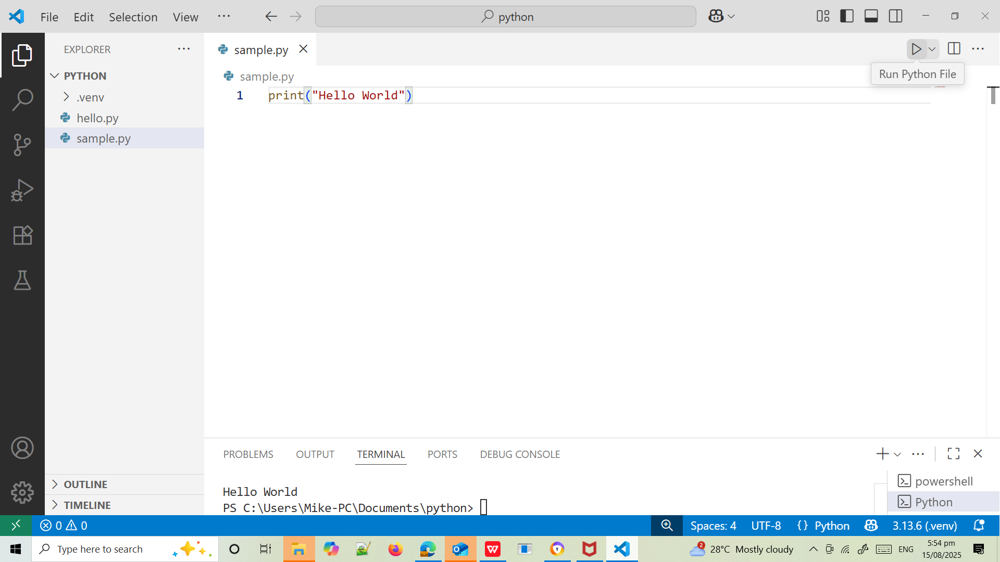 File Edit Selection View ···
python
EXPLORER ···
sample.py
Run Python File
PYTHON
.venv
hello.py
sample.py
sample.py
1 print("Hello World")
PROBLEMS OUTPUT TERMINAL PORTS DEBUG CONSOLE
Hello World
PS C:\Users\Mike-PC\Documents\python>
powershell
Python
OUTLINE
TIMELINE
0 0
Spaces: 4 UTF-8 {} Python 3.13.6 (.venv)
Type here to search
2
28°C Mostly cloudy
ENG
5:54 pm
15/08/2025